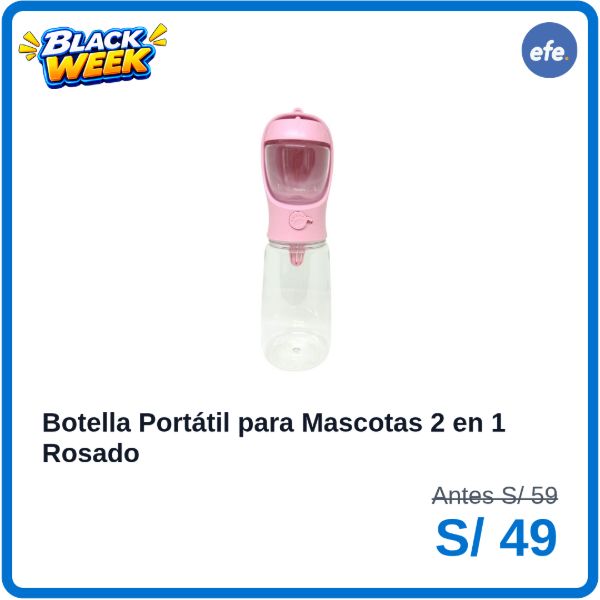 BLACK
WEEK
efe.
Botella Portátil para Mascotas 2 en 1
Rosado
Antes S/ 59
S/ 49